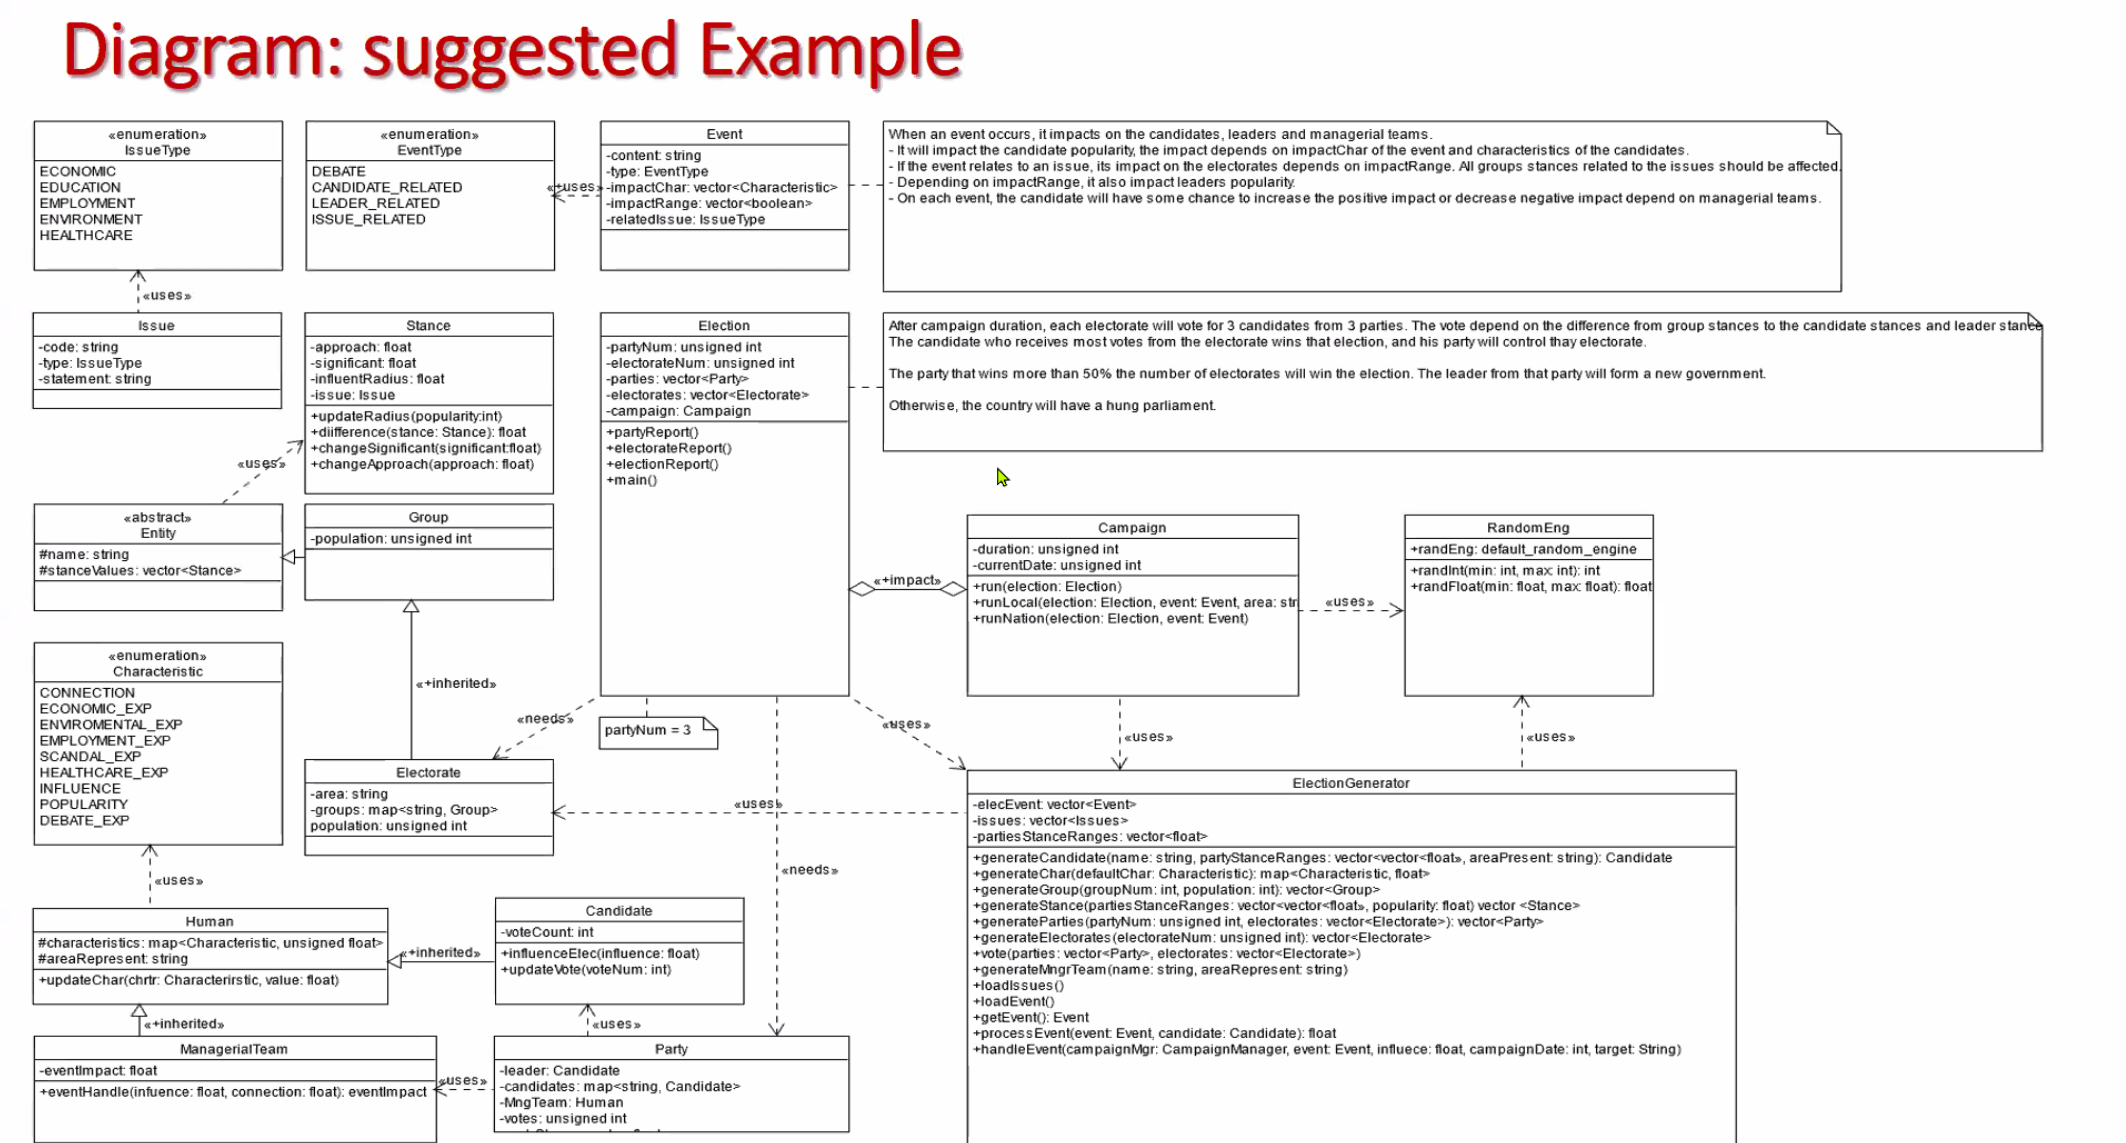 Diagram: suggested Example
«enumeration»
IssueType
ECONOMIC
EDUCATION
EMPLOYMENT
ENVIRONMENT
HEALTHCARE
«enumeration»
EventType
DEBATE
CANDIDATE_RELATED
LEADER_RELATED
ISSUE_RELATED
«+uses»
Event
-content: string
-type: EventType
-impactChar: vector<Characteristic>
-impactRange: vector<boolean>
-relatedIssue: IssueType
When an event occurs, it impacts on the candidates, leaders and managerial teams.
- It will impact the candidate popularity, the impact depends on impactChar of the event and characteristics of the candidates.
- If the event relates to an issue, its impact on the electorates depends on impactRange. All groups stances related to the issues should be affected.
- Depending on impactRange, it also impact leaders popularity.
- On each event, the candidate will have some chance to increase the positive impact or decrease negative impact depend on managerial teams.
«uses»
Issue
-code: string
-type: IssueType
-statement: string
Stance
-approach: float
-significant: float
-influentRadius: float
-issue: Issue
+updateRadius(popularity:int)
+diifference(stance: Stance): float
+changeSignificant(significant:float)
+changeApproach(approach: float)
«uses»
Election
-partyNum: unsigned int
-electorateNum: unsigned int
-parties: vector<Party>
-electorates: vector<Electorate>
-campaign: Campaign
+partyReport()
+electorateReport()
+electionReport()
+main()
After campaign duration, each electorate will vote for 3 candidates from 3 parties. The vote depend on the difference from group stances to the candidate stances and leader stance
The candidate who receives most votes from the electorate wins that election, and his party will control thay electorate.
The party that wins more than 50% the number of electorates will win the election. The leader from that party will form a new government.
Otherwise, the country will have a hung parliament.
«abstract»
Entity
#name: string
#stanceValues: vector<Stance>
Group
-population: unsigned int
«+impact»
Campaign
-duration: unsigned int
-currentDate: unsigned int
+run(election: Election)
+runLocal(election: Election, event: Event, area: str
+runNation(election: Election, event: Event)
«uses»
RandomEng
+randEng: default_random_engine
+randInt(min: int, max: int): int
+randFloat(min: float, max: float): float
«enumeration»
Characteristic
CONNECTION
ECONOMIC_EXP
ENVIROMENTAL_EXP
EMPLOYMENT_EXP
SCANDAL_EXP
HEALTHCARE_EXP
INFLUENCE
POPULARITY
DEBATE_EXP
«+inherited»
«needs»
partyNum = 3
«uses»
«uses»
«uses»
Electorate
-area: string
-groups: map<string, Group>
population: unsigned int
«uses»
«needs»
ElectionGenerator
-elecEvent: vector<Event>
-issues: vector<Issues>
-partiesStanceRanges: vector<float>
+generateCandidate(name: string, partyStanceRanges: vector<vector<float», areaPresent: string): Candidate
+generateChar(defaultChar: Characteristic): map<Characteristic, float>
+generateGroup(groupNum: int, population: int): vector<Group>
+generateStance(partiesStanceRanges: vector<vector<float», popularity: float) vector <Stance>
+generateParties(partyNum: unsigned int, electorates: vector<Electorate>): vector<Party>
+generateElectorates(electorateNum: unsigned int): vector<Electorate>
+vote(parties: vector<Party>, electorates: vector<Electorate>)
+generateMngrTeam(name: string, areaRepresent: string)
+loadIssues()
+loadEvent()
+getEvent(): Event
+processEvent(event: Event, candidate: Candidate): float
+handleEvent(campaignMgr: CampaignManager, event: Event, influece: float, campaignDate: int, target: String)
«uses»
Human
#characteristics: map<Characteristic, unsigned float>
#areaRepresent: string
+updateChar(chrtr: Characterirstic, value: float)
«+inherited»
Candidate
-voteCount: int
+influenceElec(influence: float)
+updateVote(voteNum: int)
«+inherited»
«uses»
ManagerialTeam
-eventImpact: float
+eventHandle(infuence: float, connection: float): eventImpact
«uses»
Party
-leader: Candidate
-candidates: map<string, Candidate>
-MngTeam: Human
-votes: unsigned int